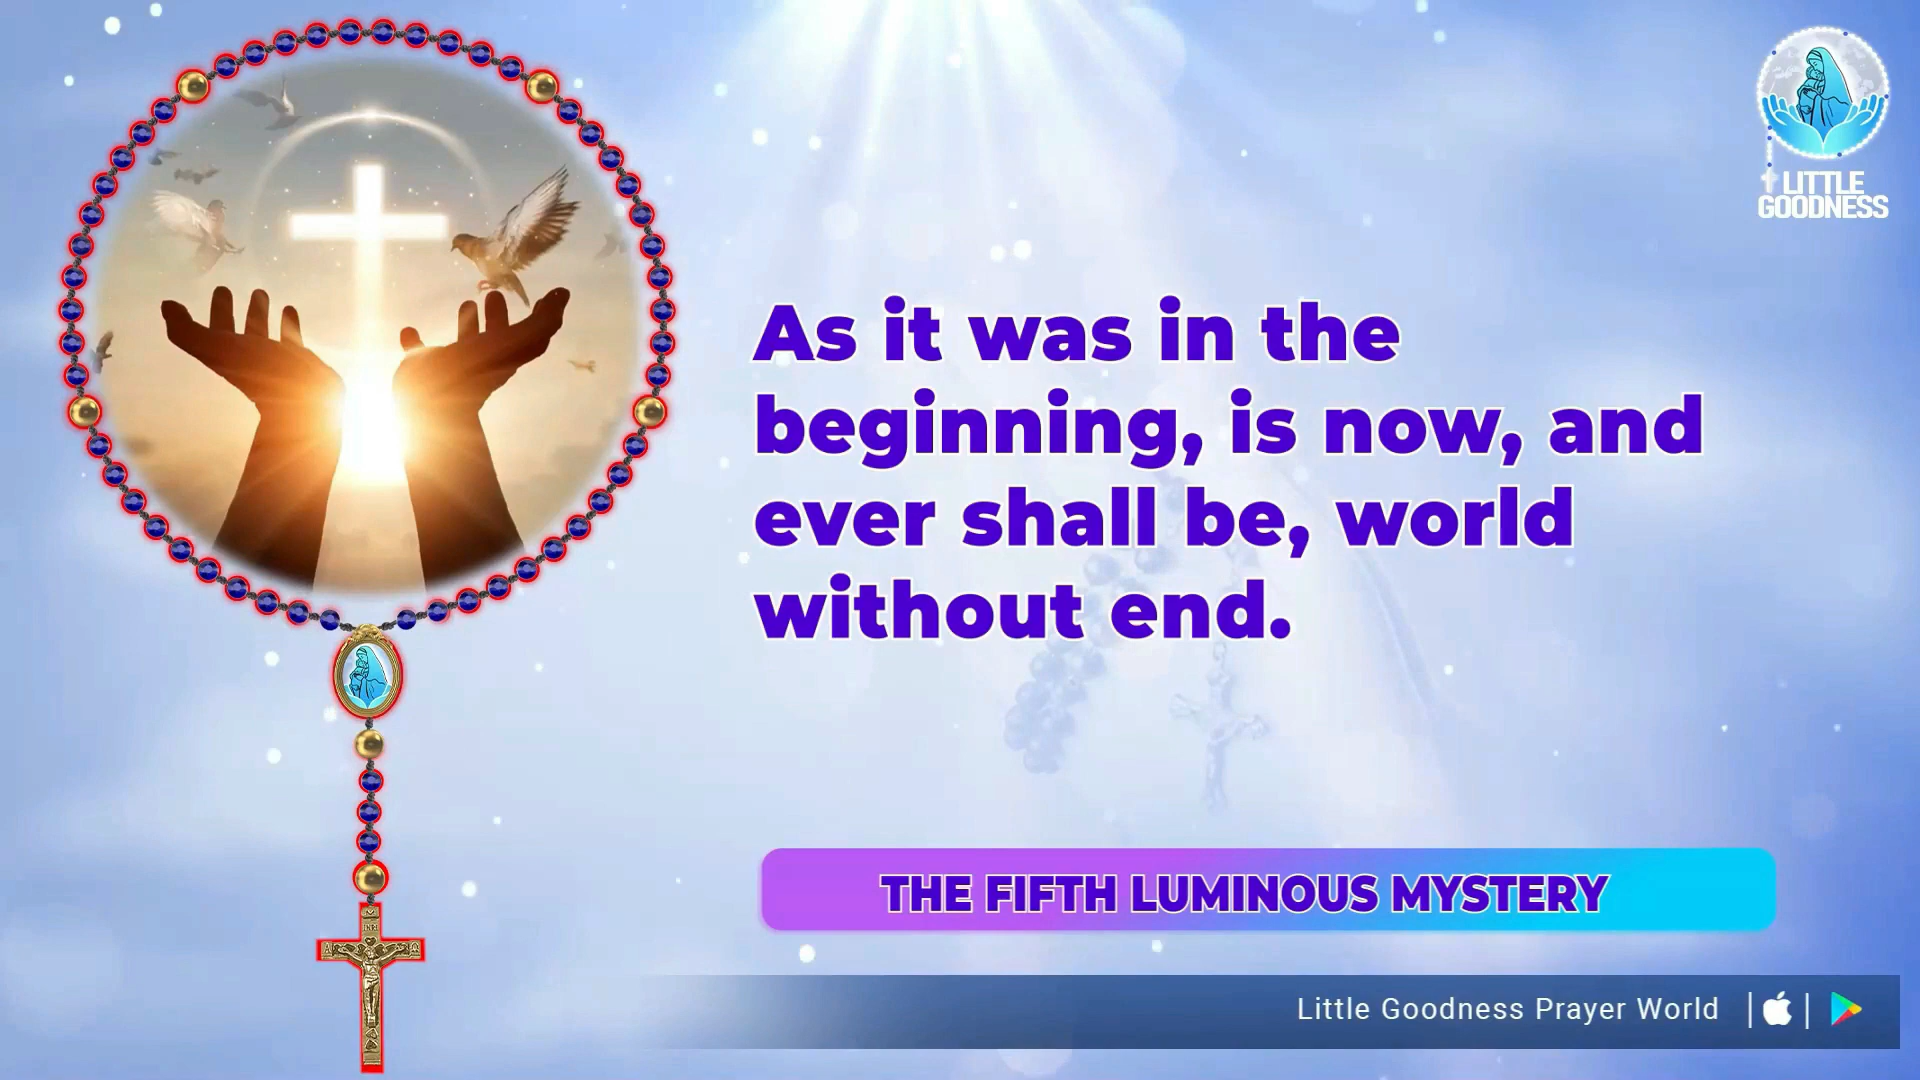 LITTLE
GOODNESS
As it was in the
beginning, is now, and
ever shall be, world
without end.
INRI
THE FIFTH LUMINOUS MYSTERY
Little Goodness Prayer World